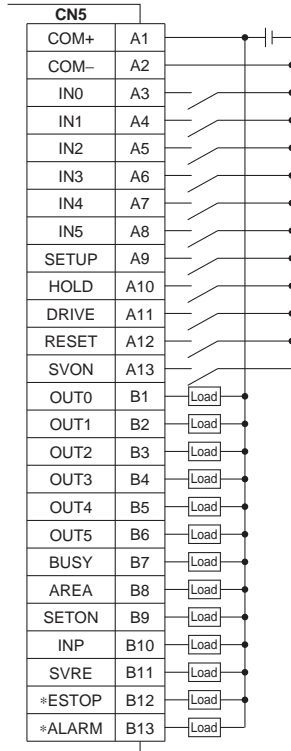 CN5
COM+ A1
COM− A2
IN0 A3
IN1 A4
IN2 A5
IN3 A6
IN4 A7
IN5 A8
SETUP A9
HOLD A10
DRIVE A11
RESET A12
SVON A13
OUT0 B1 Load
OUT1 B2 Load
OUT2 B3 Load
OUT3 B4 Load
OUT4 B5 Load
OUT5 B6 Load
BUSY B7 Load
AREA B8 Load
SETON B9 Load
INP B10 Load
SVRE B11 Load
∗ESTOP B12 Load
∗ALARM B13 Load